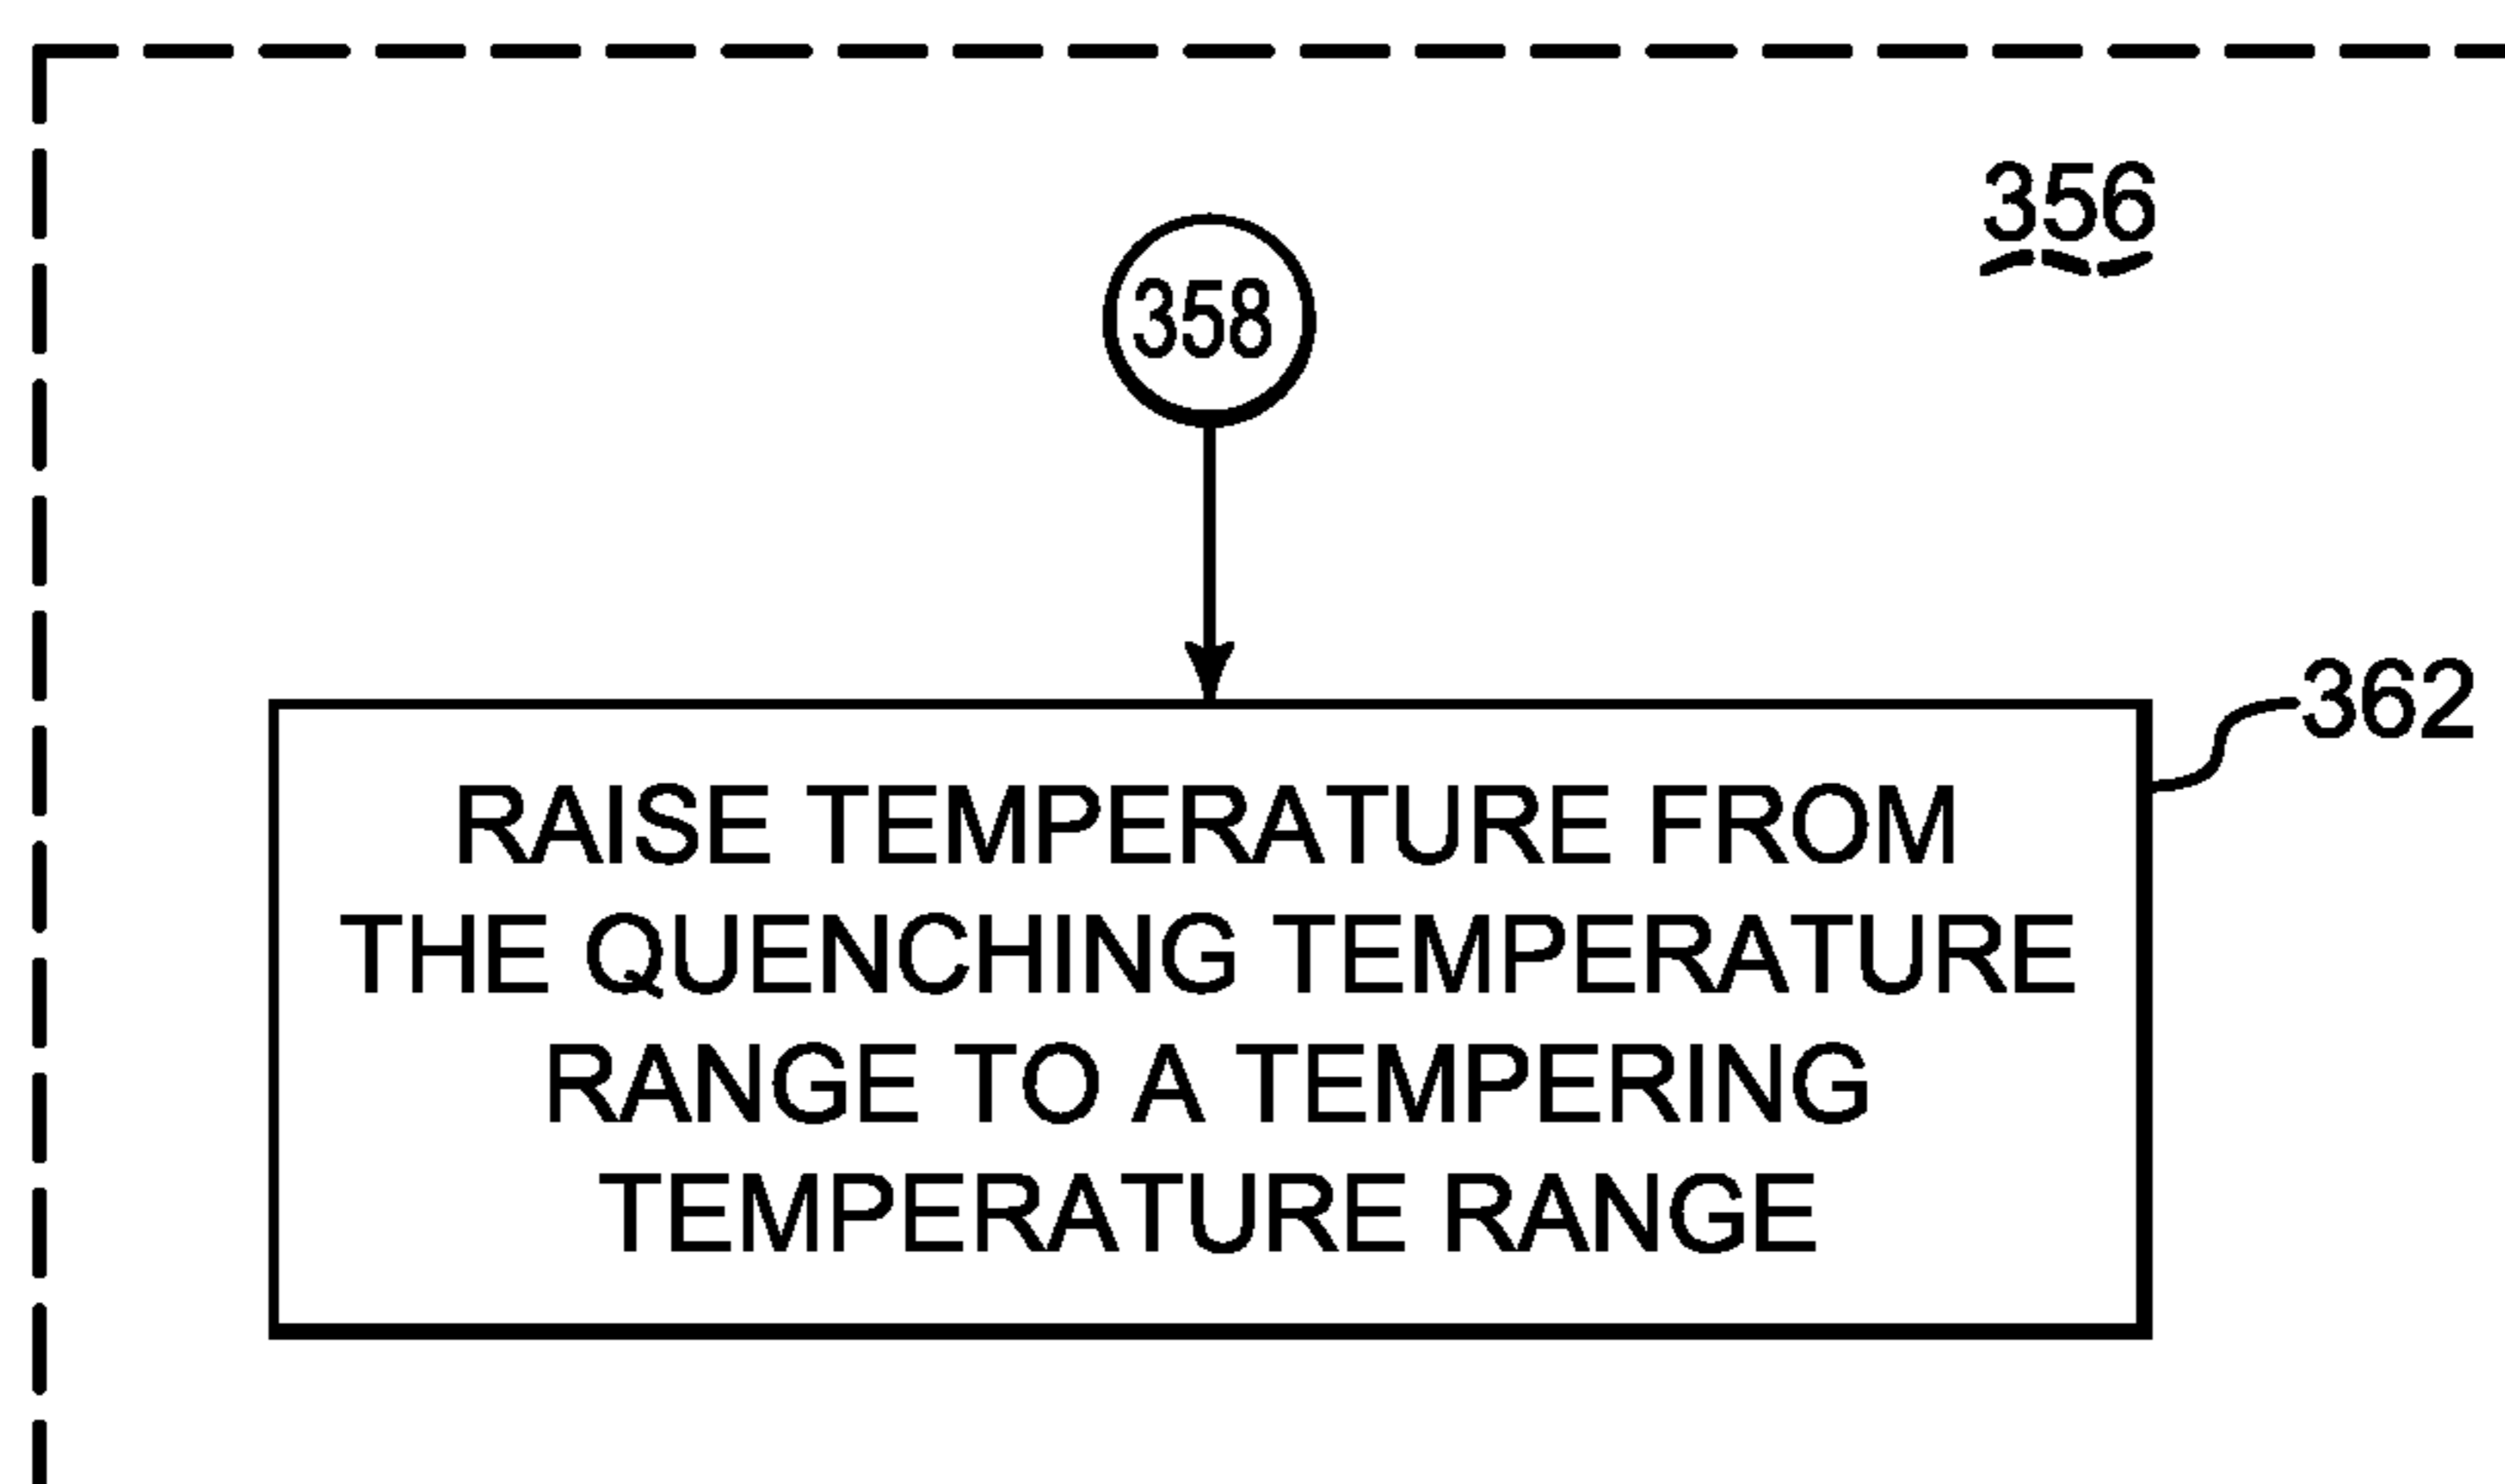 356
358
362
RAISE TEMPERATURE FROM
THE QUENCHING TEMPERATURE
RANGE TO A TEMPERING
TEMPERATURE RANGE